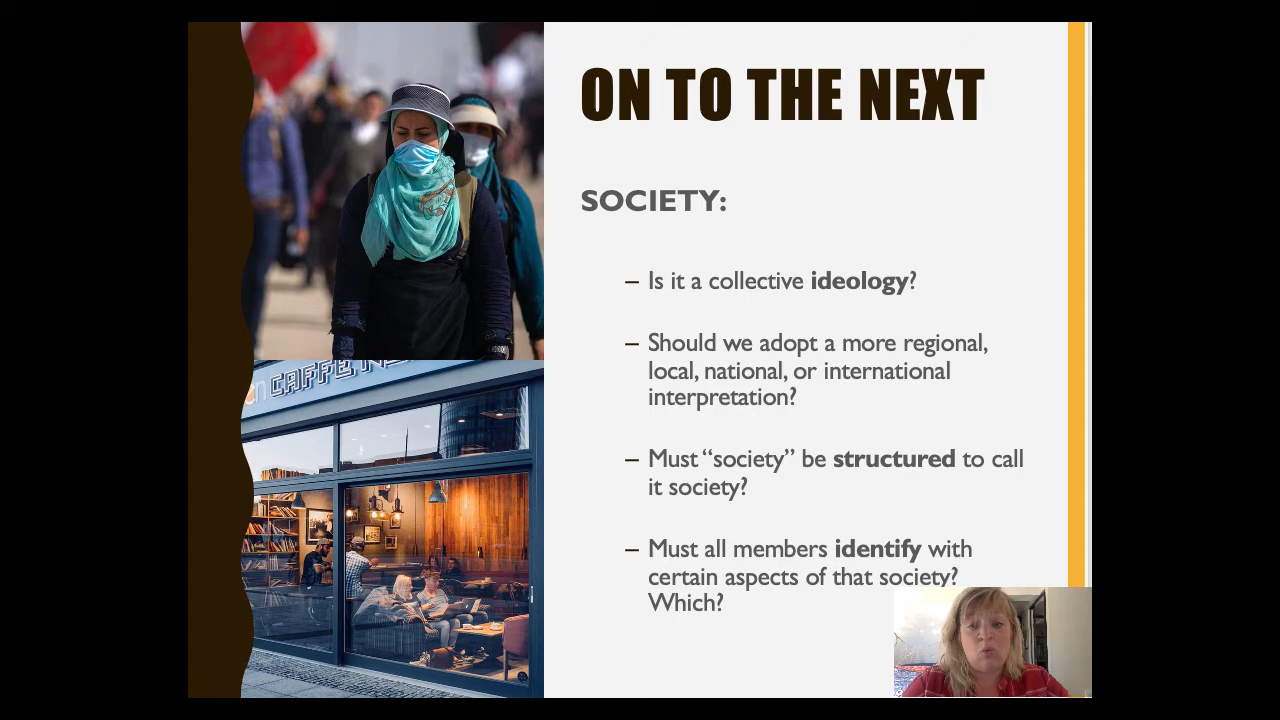 ON TO THE NEXT
SOCIETY:
– Is it a collective ideology?
– Should we adopt a more regional,
local, national, or international
interpretation?
– Must “society” be structured to call
it society?
– Must all members identify with
certain aspects of that society?
Which?
CAFFE